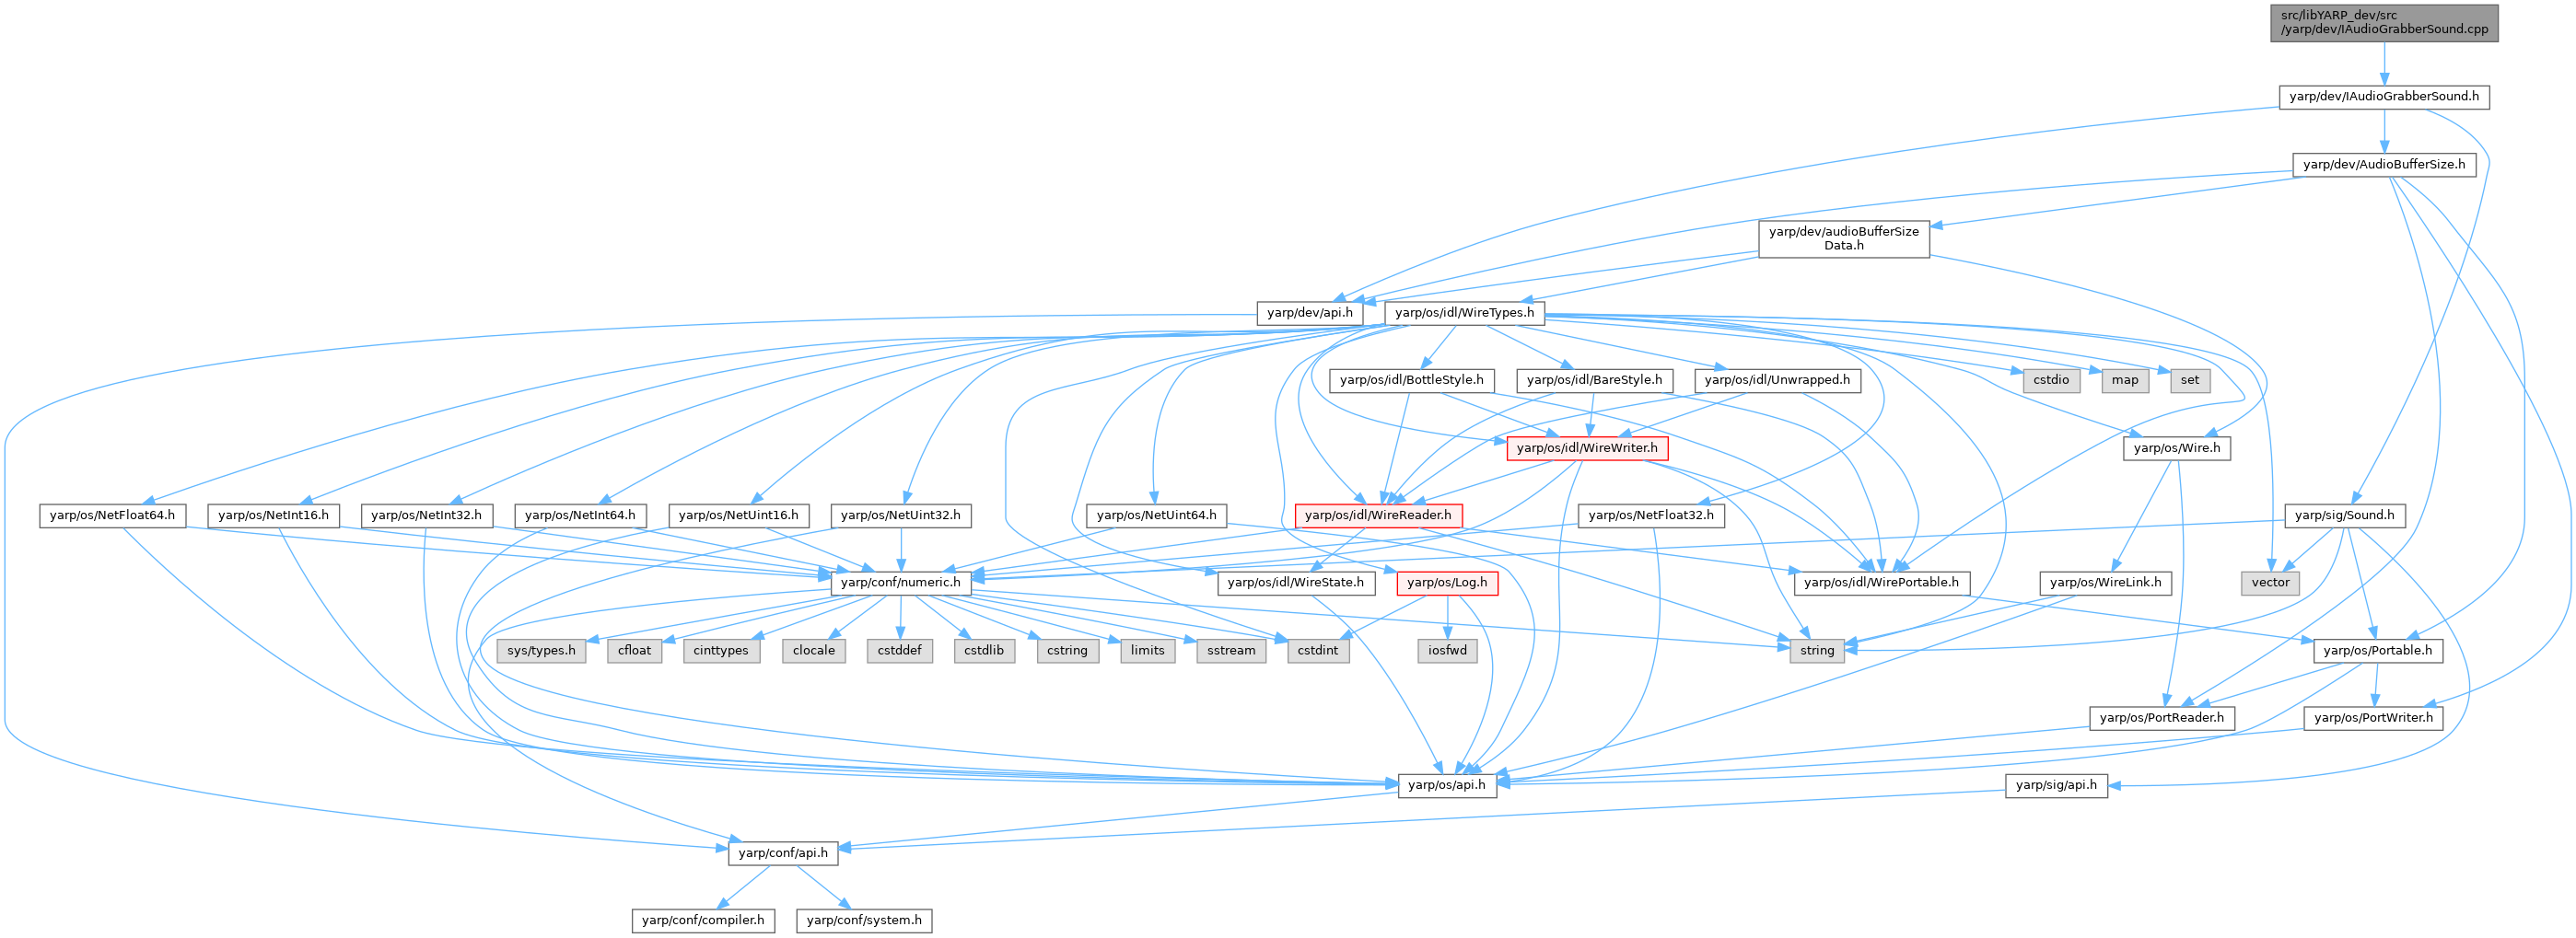 src/libYARP_dev/src
/yarp/dev/IAudioGrabberSound.cpp
yarp/dev/IAudioGrabberSound.h
yarp/dev/AudioBufferSize.h
yarp/dev/audioBufferSize
Data.h
yarp/dev/api.h
yarp/os/idl/WireTypes.h
yarp/os/idl/BottleStyle.h
yarp/os/idl/BareStyle.h
yarp/os/idl/Unwrapped.h
cstdio
map
set
yarp/os/idl/WireWriter.h
yarp/os/Wire.h
yarp/os/NetFloat64.h
yarp/os/NetInt16.h
yarp/os/NetInt32.h
yarp/os/NetInt64.h
yarp/os/NetUint16.h
yarp/os/NetUint32.h
yarp/os/NetUint64.h
yarp/os/idl/WireReader.h
yarp/os/NetFloat32.h
yarp/sig/Sound.h
yarp/conf/numeric.h
yarp/os/idl/WireState.h
yarp/os/Log.h
yarp/os/idl/WirePortable.h
yarp/os/WireLink.h
vector
sys/types.h
cfloat
cinttypes
clocale
cstddef
cstdlib
cstring
limits
sstream
cstdint
iosfwd
string
yarp/os/Portable.h
yarp/os/PortReader.h
yarp/os/PortWriter.h
yarp/os/api.h
yarp/sig/api.h
yarp/conf/api.h
yarp/conf/compiler.h
yarp/conf/system.h